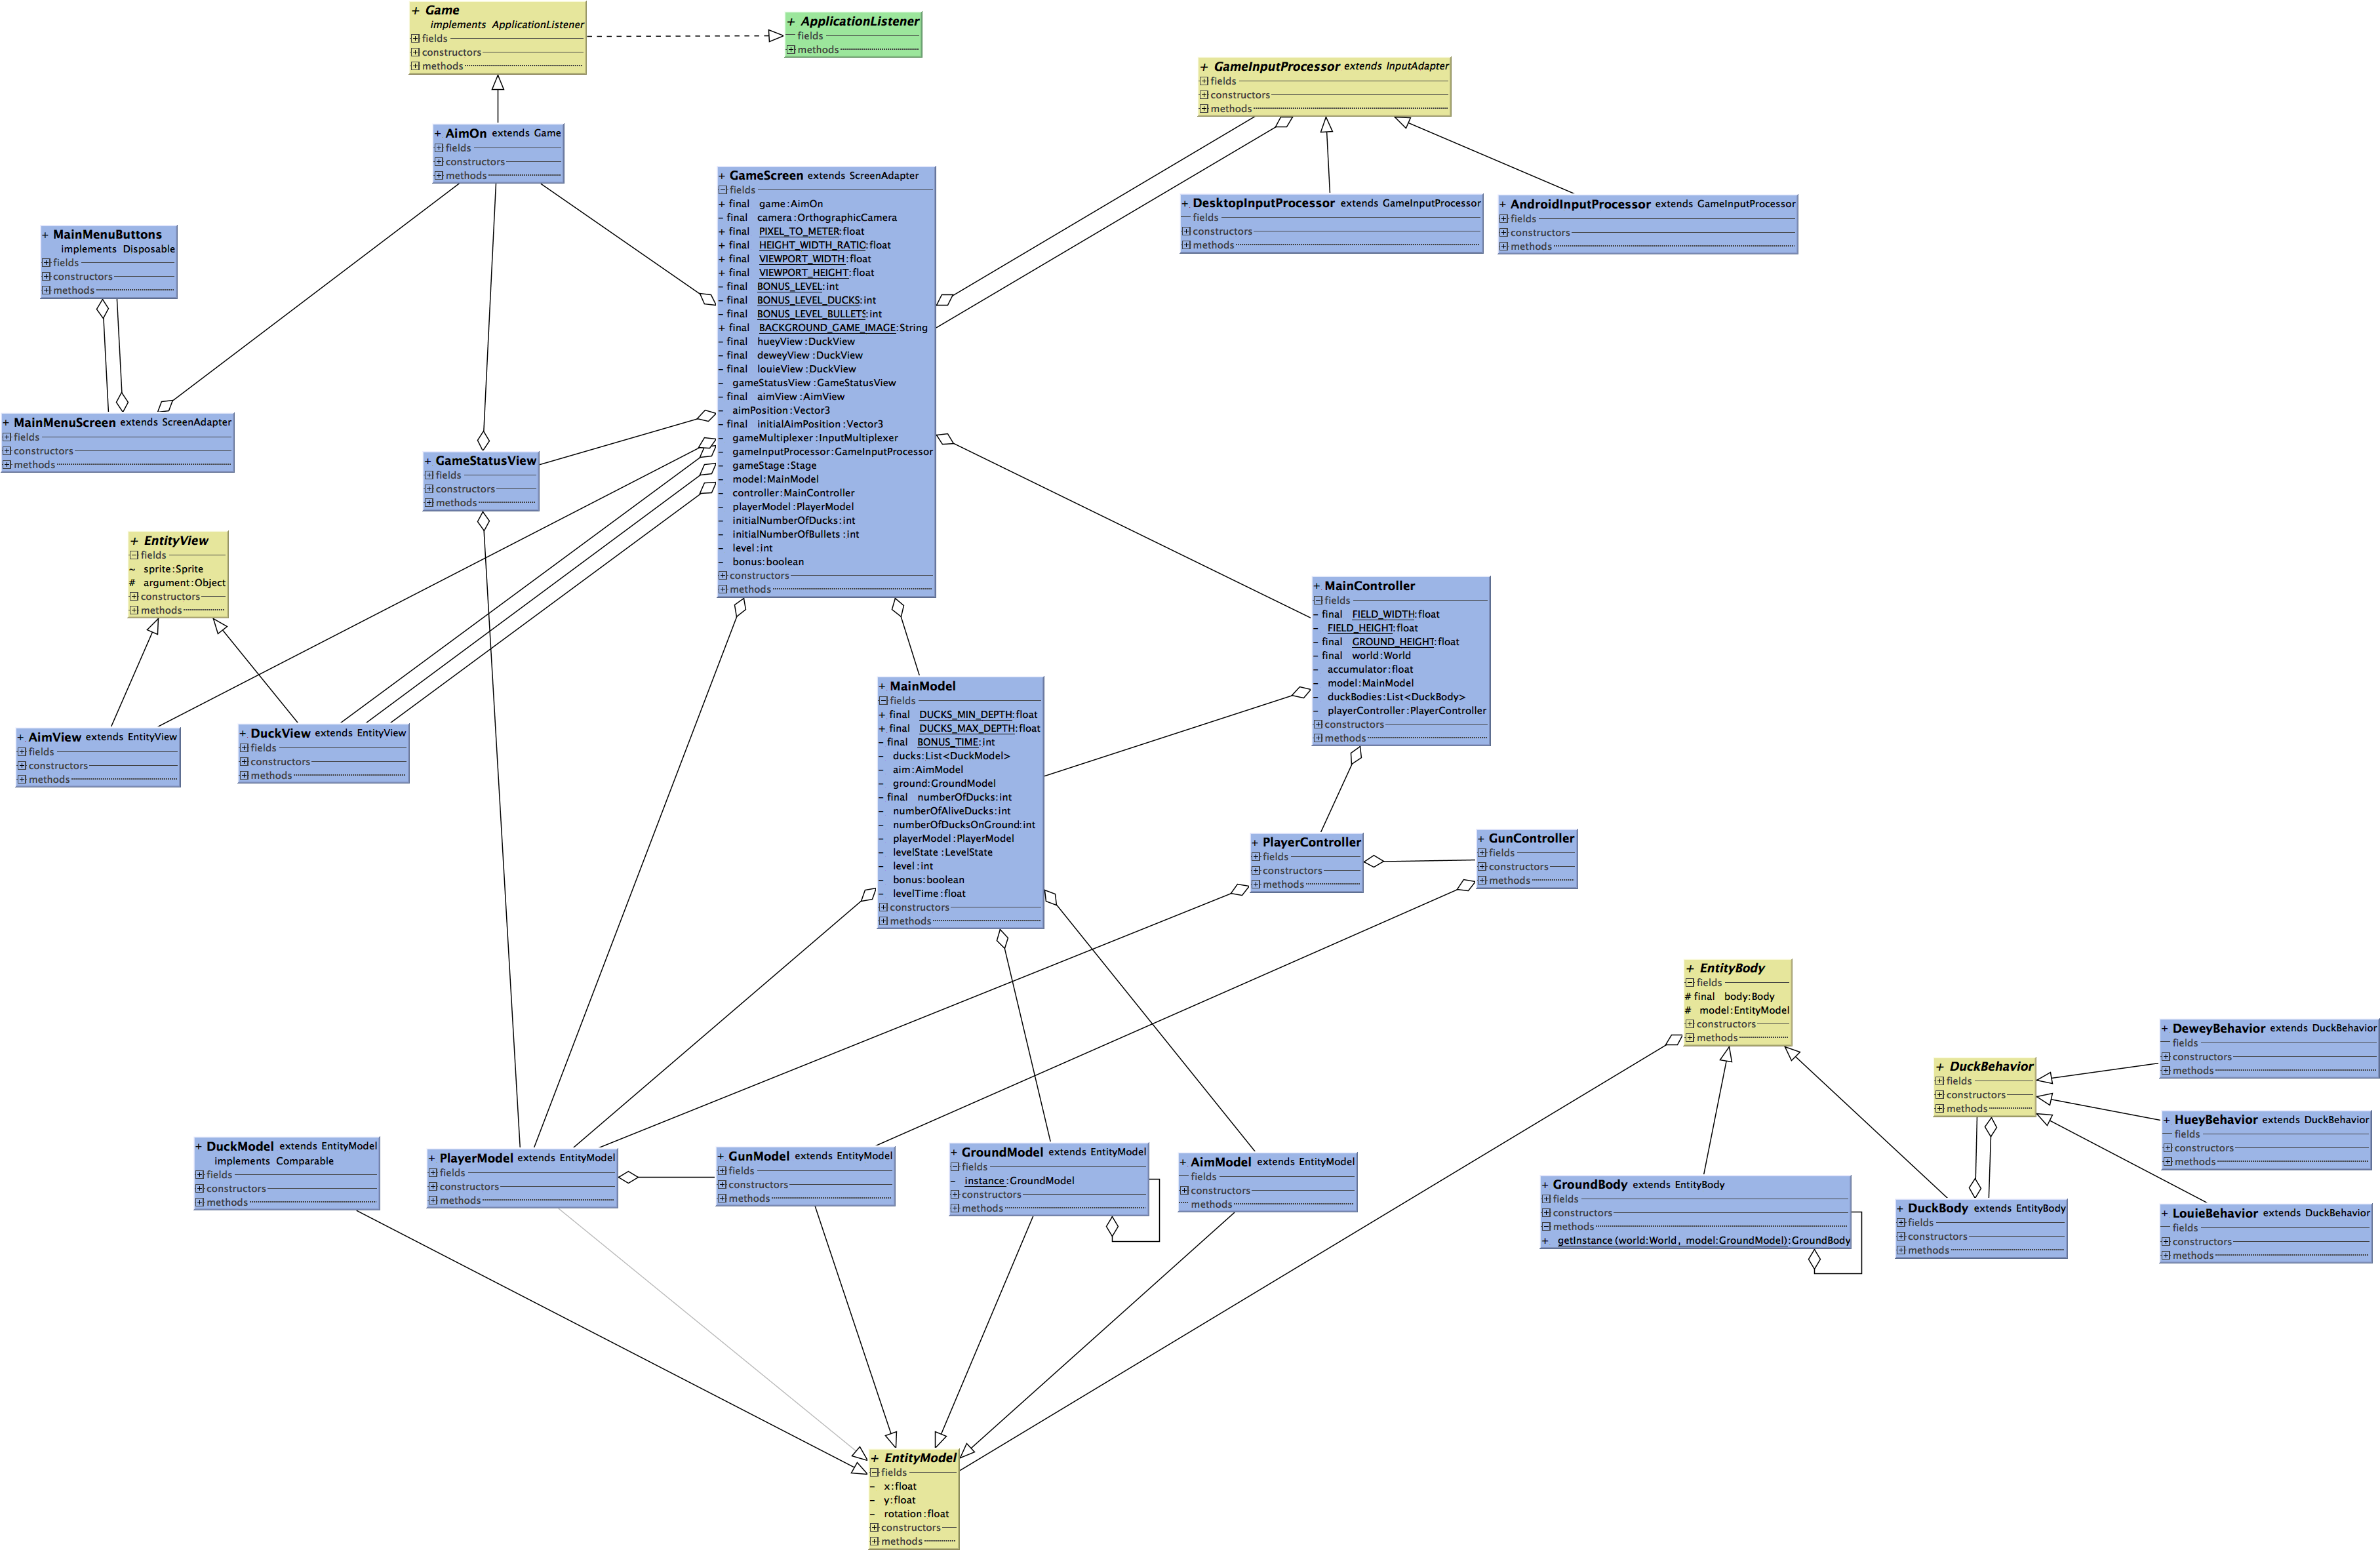 + Game
implements ApplicationListener
fields
constructors
methods
+ ApplicationListener
fields
methods
+ GameInputProcessor extends InputAdapter
fields
constructors
methods
+ AimOn extends Game
fields
constructors
methods
+ GameScreen extends ScreenAdapter
fields
+ final game:AimOn
- final camera:OrthographicCamera
+ final PIXEL_TO_METER:float
+ final HEIGHT_WIDTH_RATIO:float
+ final VIEWPORT_WIDTH:float
+ final VIEWPORT_HEIGHT:float
- final BONUS_LEVEL:int
- final BONUS_LEVEL_DUCKS:int
- final BONUS_LEVEL_BULLETS:int
+ final BACKGROUND_GAME_IMAGE:String
- final hueyView:DuckView
- final deweyView:DuckView
- final louieView:DuckView
- gameStatusView:GameStatusView
- final aimView:AimView
- aimPosition:Vector3
- final initialAimPosition:Vector3
- gameMultiplexer:InputMultiplexer
- gameInputProcessor:GameInputProcessor
- gameStage:Stage
- model:MainModel
- controller:MainController
- playerModel:PlayerModel
- initialNumberOfDucks:int
- initialNumberOfBullets:int
- level:int
- bonus:boolean
constructors
methods
+ DesktopInputProcessor extends GameInputProcessor
fields
constructors
methods
+ AndroidInputProcessor extends GameInputProcessor
fields
constructors
methods
+ MainMenuButtons
implements Disposable
fields
constructors
methods
+ MainMenuScreen extends ScreenAdapter
fields
constructors
methods
+ GameStatusView
fields
constructors
methods
+ EntityView
fields
~ sprite:Sprite
# argument:Object
constructors
methods
+ MainController
fields
- final FIELD_WIDTH:float
- FIELD_HEIGHT:float
- final GROUND_HEIGHT:float
- final world:World
- accumulator:float
- model:MainModel
- duckBodies:List<DuckBody>
- playerController:PlayerController
constructors
methods
+ MainModel
fields
+ final DUCKS_MIN_DEPTH:float
+ final DUCKS_MAX_DEPTH:float
- final BONUS_TIME:int
- ducks:List<DuckModel>
- aim:AimModel
- ground:GroundModel
- final numberOfDucks:int
- numberOfAliveDucks:int
- numberOfDucksOnGround:int
- playerModel:PlayerModel
- levelState:LevelState
- level:int
- bonus:boolean
- levelTime:float
constructors
methods
+ AimView extends EntityView
fields
constructors
methods
+ DuckView extends EntityView
fields
constructors
methods
+ PlayerController
fields
constructors
methods
+ GunController
fields
constructors
methods
+ EntityBody
fields
# final body:Body
# model:EntityModel
constructors
methods
+ DuckBehavior
fields
constructors
methods
+ DeweyBehavior extends DuckBehavior
fields
constructors
methods
+ HueyBehavior extends DuckBehavior
fields
constructors
methods
+ LouieBehavior extends DuckBehavior
fields
constructors
methods
+ DuckModel extends EntityModel
implements Comparable
fields
constructors
methods
+ PlayerModel extends EntityModel
fields
constructors
methods
+ GunModel extends EntityModel
fields
constructors
methods
+ GroundModel extends EntityModel
fields
- instance:GroundModel
constructors
methods
+ AimModel extends EntityModel
fields
constructors
methods
+ GroundBody extends EntityBody
fields
constructors
methods
+ getInstance(world:World, model:GroundModel):GroundBody
+ DuckBody extends EntityBody
fields
constructors
methods
+ EntityModel
fields
- x:float
- y:float
- rotation:float
constructors
methods